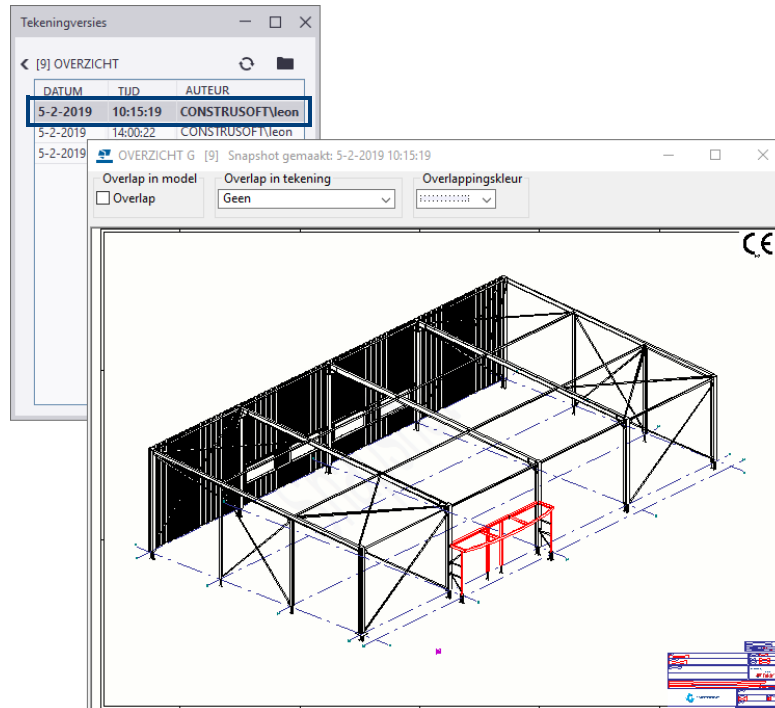 Tekeningversies
[9] OVERZICHT
DATUM TIJD AUTEUR
5-2-2019 10:15:19 CONSTRUSOFT\leon
5-2-2019 14:00:22 CONSTRUSOFT\leon
5-2-2019
OVERZICHT G [9] Snapshot gemaakt: 5-2-2019 10:15:19
Overlap in model Overlap in tekening Overlappingskleur
Overlap Geen
CE